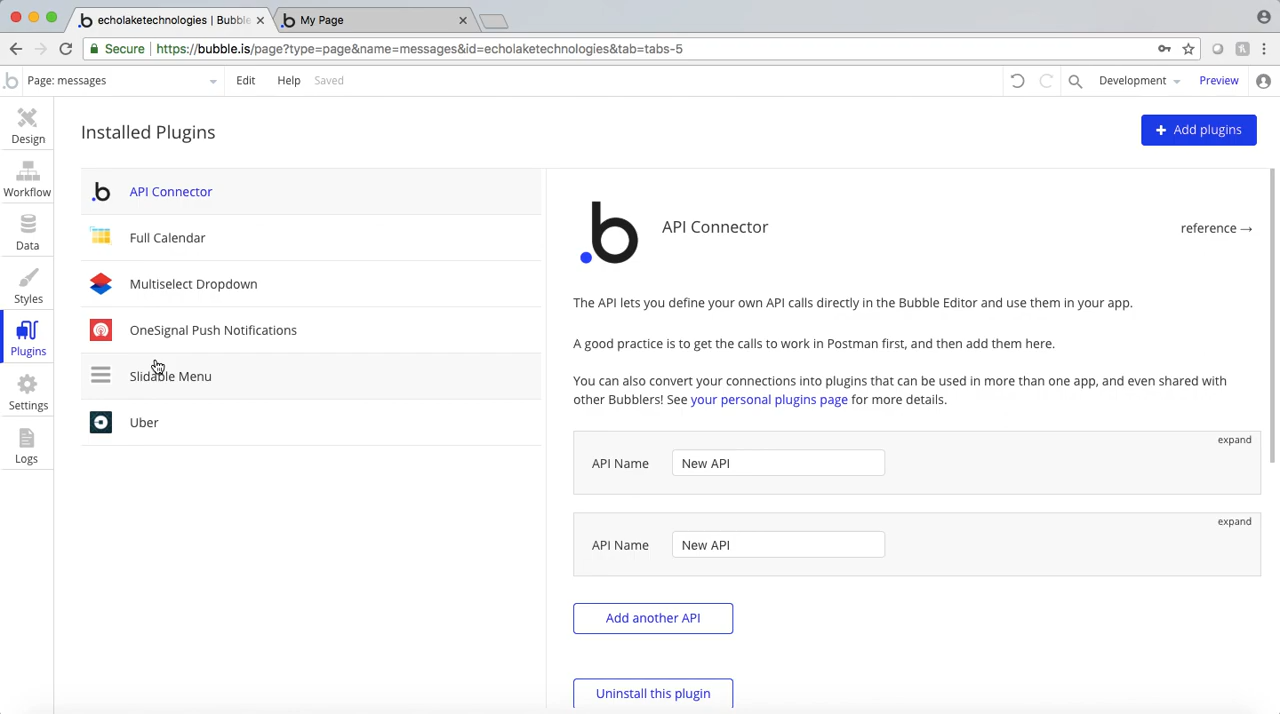 echolaketechnologies | Bubble
My Page
Secure
https://bubble.is/page?type=page&name=messages&id=echolaketechnologies&tab=tabs-5
Page: messages
Edit
Help
Saved
Development
Preview
Design
Workflow
Data
Styles
Plugins
Settings
Logs
Installed Plugins
+ Add plugins
API Connector
Full Calendar
Multiselect Dropdown
OneSignal Push Notifications
Slidable Menu
Uber
API Connector
reference →
The API lets you define your own API calls directly in the Bubble Editor and use them in your app.
A good practice is to get the calls to work in Postman first, and then add them here.
You can also convert your connections into plugins that can be used in more than one app, and even shared with
other Bubblers! See your personal plugins page for more details.
expand
API Name New API
expand
API Name New API
Add another API
Uninstall this plugin